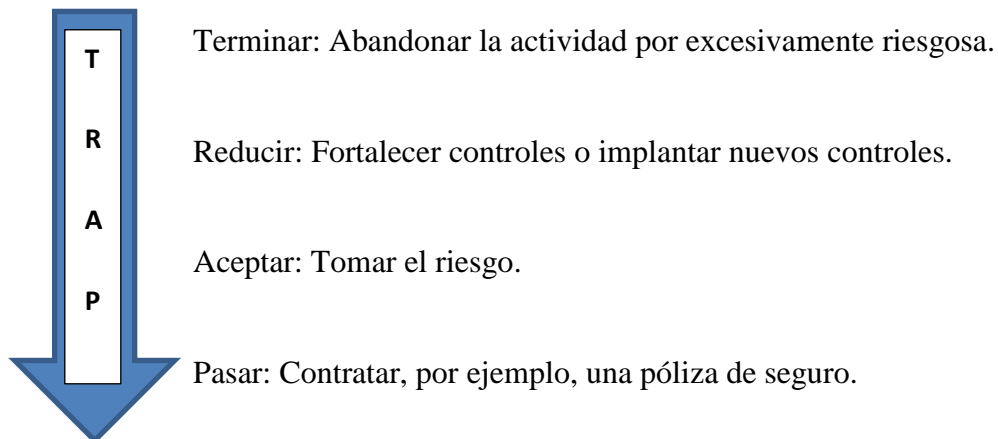 T
Terminar: Abandonar la actividad por excesivamente riesgosa.
R
Reducir: Fortalecer controles o implantar nuevos controles.
A
Aceptar: Tomar el riesgo.
P
Pasar: Contratar, por ejemplo, una póliza de seguro.